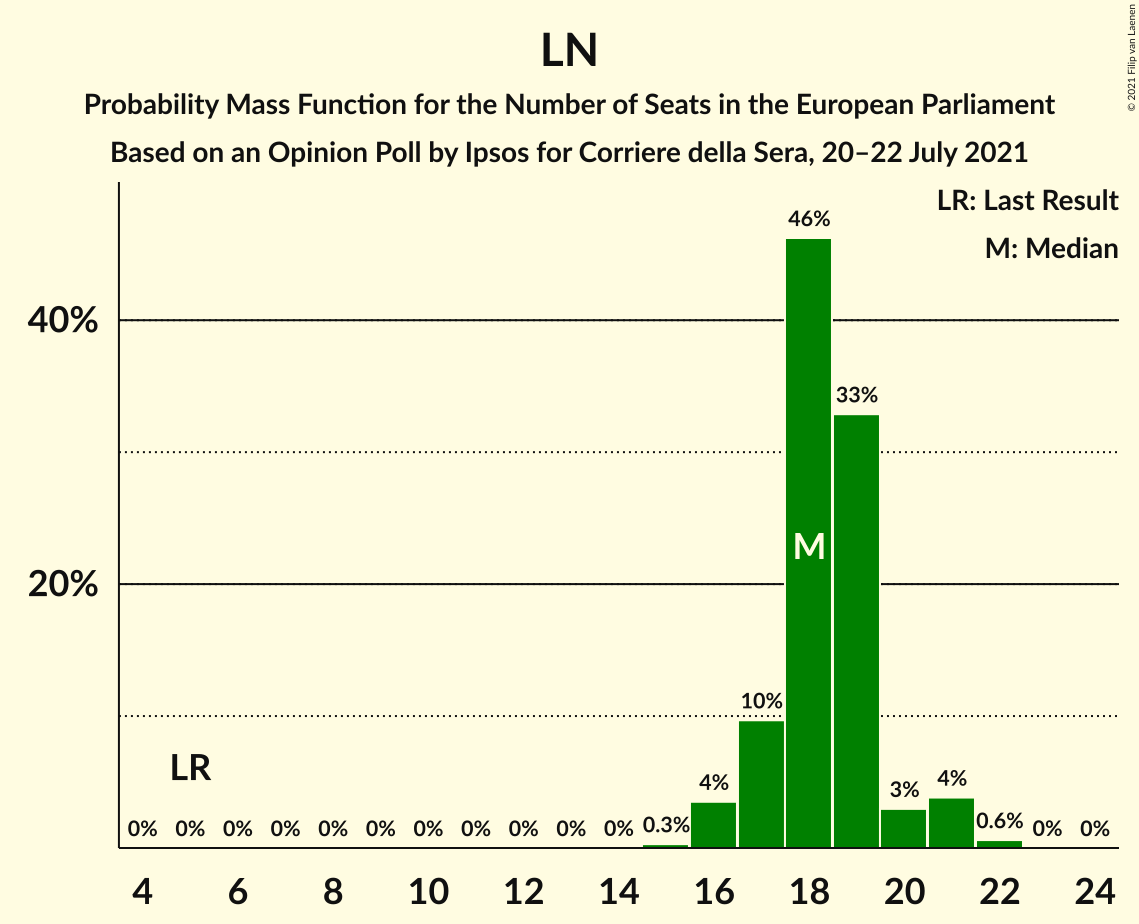 LN
Probability Mass Function for the Number of Seats in the European Parliament
Based on an Opinion Poll by Ipsos for Corriere della Sera, 20–22 July 2021
© 2021 Filip van Laenen
LR: Last Result
M: Median
46%
40%
33%
M
20%
10%
LR
4%
3%
4%
0% 0% 0% 0% 0% 0% 0% 0% 0% 0% 0% 0.3% 0.6% 0% 0%
4 6 8 10 12 14 16 18 20 22 24